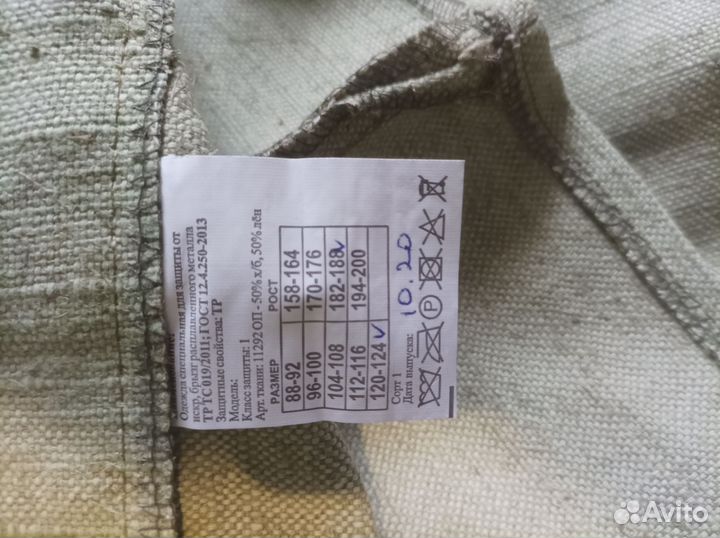 Одежда специальная для защиты от
искр, брызг расплавленного металла
ТР ТС 019/2011; ГОСТ 12.4.250-2013
Защитные свойства: ТР
Модель:
Класс защиты: 1
Арт. ткани: 11292 ОП - 50% х/б, 50% лён
РАЗМЕР РОСТ
88-92 158-164
96-100 170-176
104-108 182-188 v
112-116 194-200
120-124 v
Сорт 1
Дата выпуска: 10.20
Avito